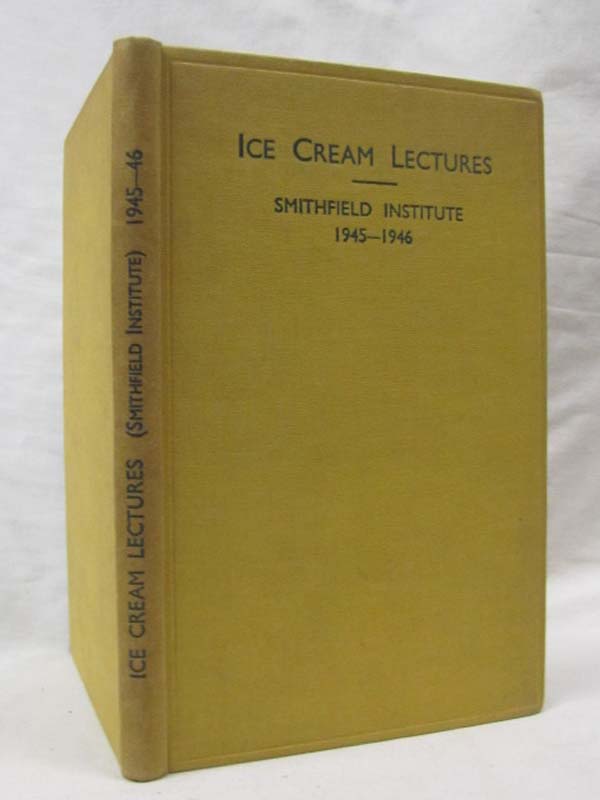 ICE CREAM LECTURES
SMITHFIELD INSTITUTE
1945—1946
ICE CREAM LECTURES (SMITHFIELD INSTITUTE) 1945—46